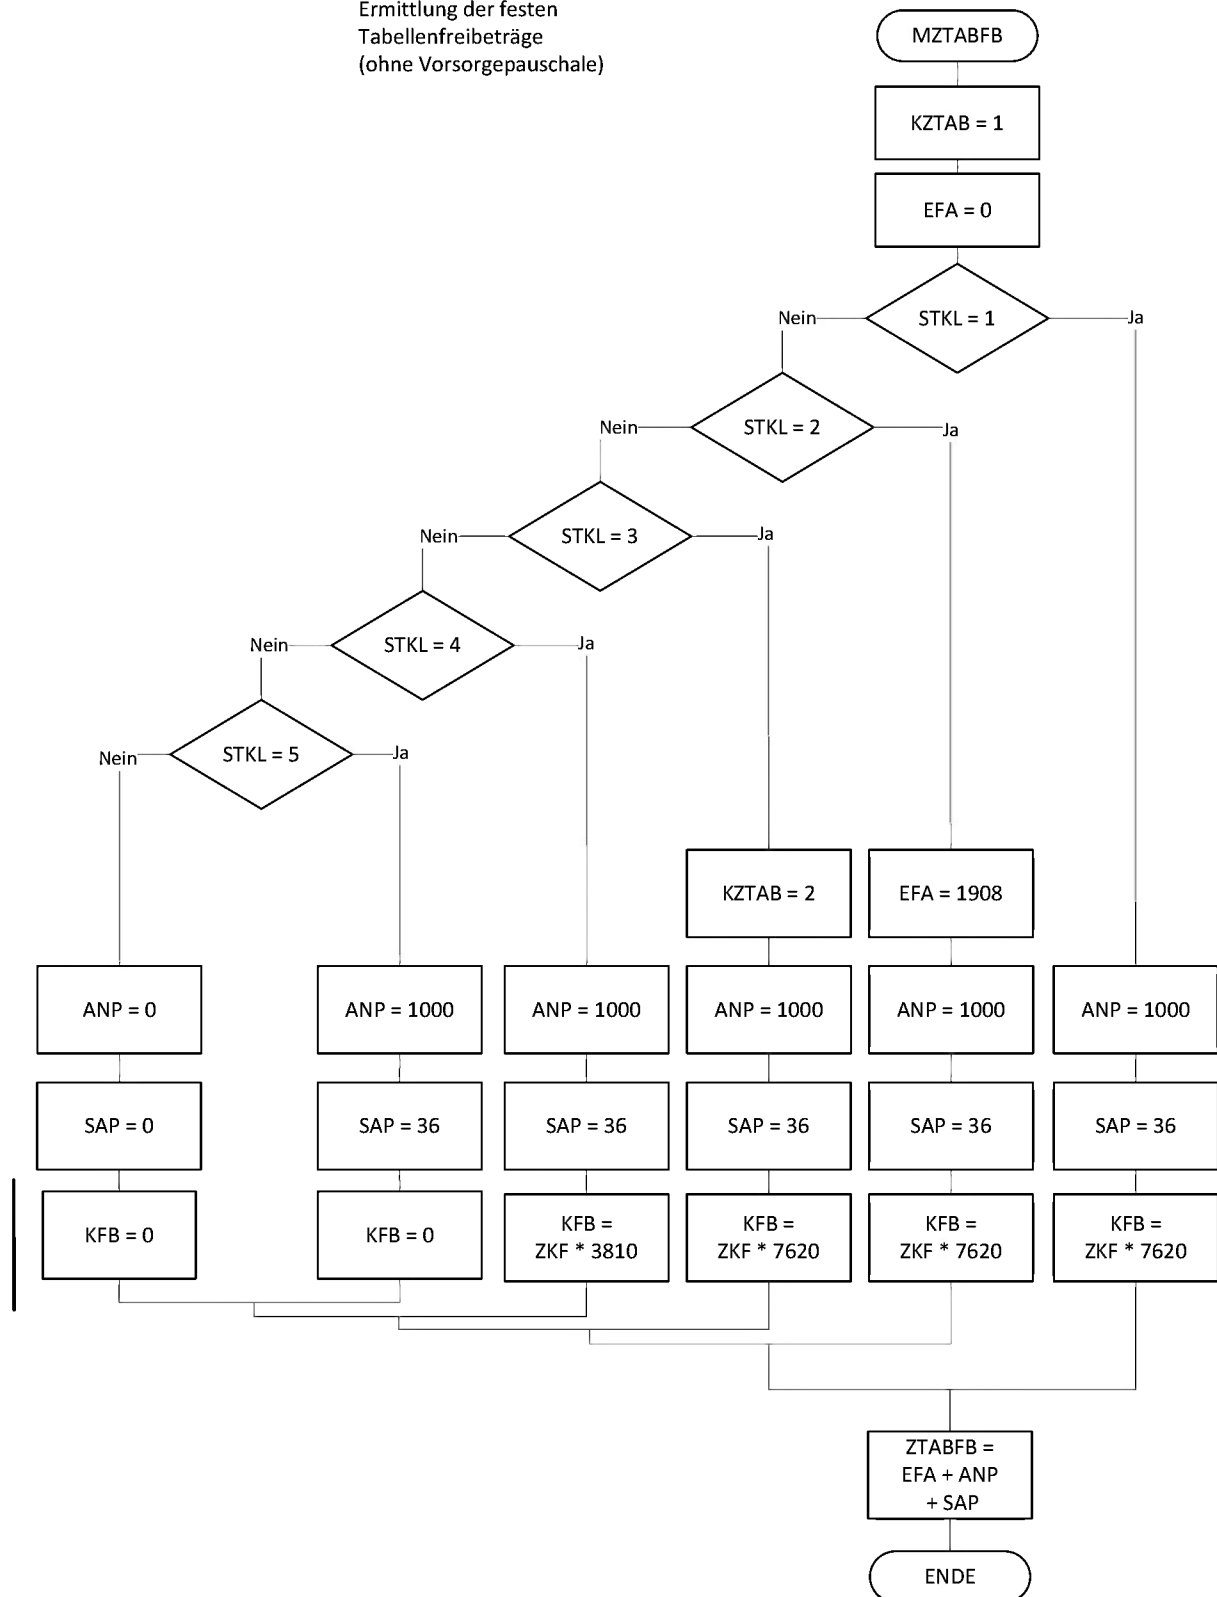 Ermittlung der festen
Tabellenfreibeträge
(ohne Vorsorgepauschale)
MZTABFB
KZTAB = 1
EFA = 0
STKL = 1
Nein
Ja
STKL = 2
Nein
Ja
STKL = 3
Nein
Ja
STKL = 4
Nein
Ja
STKL = 5
Nein
Ja
KZTAB = 2
EFA = 1908
ANP = 0
ANP = 1000
ANP = 1000
ANP = 1000
ANP = 1000
ANP = 1000
SAP = 0
SAP = 36
SAP = 36
SAP = 36
SAP = 36
SAP = 36
KFB = 0
KFB = 0
KFB =
ZKF * 3810
KFB =
ZKF * 7620
KFB =
ZKF * 7620
KFB =
ZKF * 7620
ZTABFB =
EFA + ANP
+ SAP
ENDE